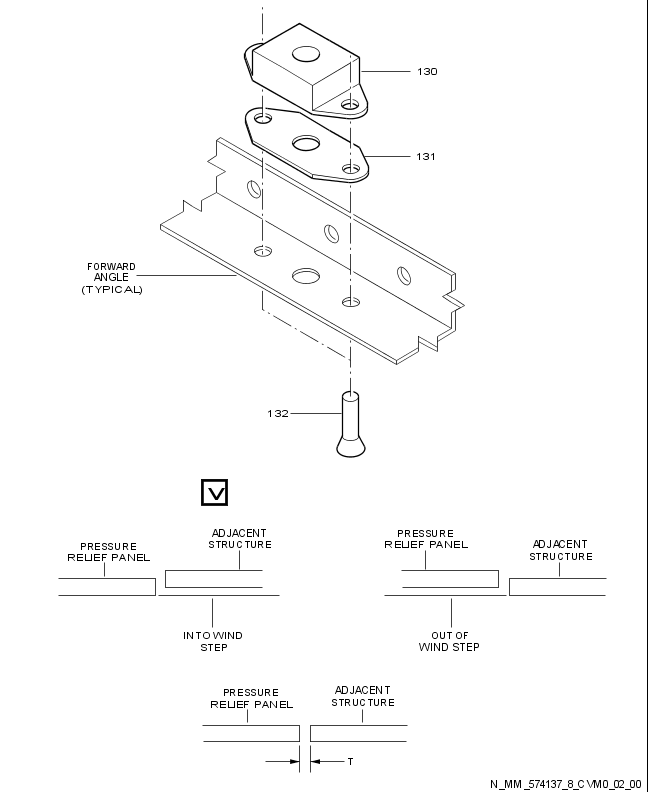 130
131
FORWARD
ANGLE
(TYPICAL)
132
V
PRESSURE
RELIEF PANEL
ADJACENT
STRUCTURE
INTO WIND
STEP
PRESSURE
RELIEF PANEL
ADJACENT
STRUCTURE
OUT OF
WIND STEP
PRESSURE
RELIEF PANEL
ADJACENT
STRUCTURE
T
N_MM_574137_8_CVM0_02_00